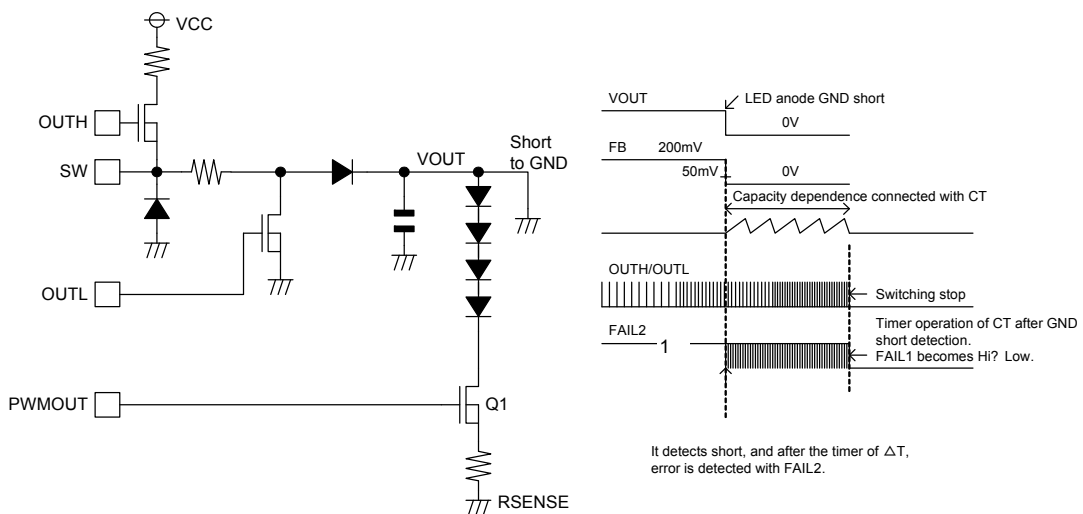 VCC
OUTH
SW
VOUT
Short
to GND
OUTL
PWMOUT
Q1
RSENSE
VOUT
LED anode GND short
0V
FB 200mV
50mV
0V
Capacity dependence connected with CT
OUTH/OUTL
Switching stop
FAIL2
1
Timer operation of CT after GND
short detection.
FAIL1 becomes Hi? Low.
It detects short, and after the timer of △T,
error is detected with FAIL2.